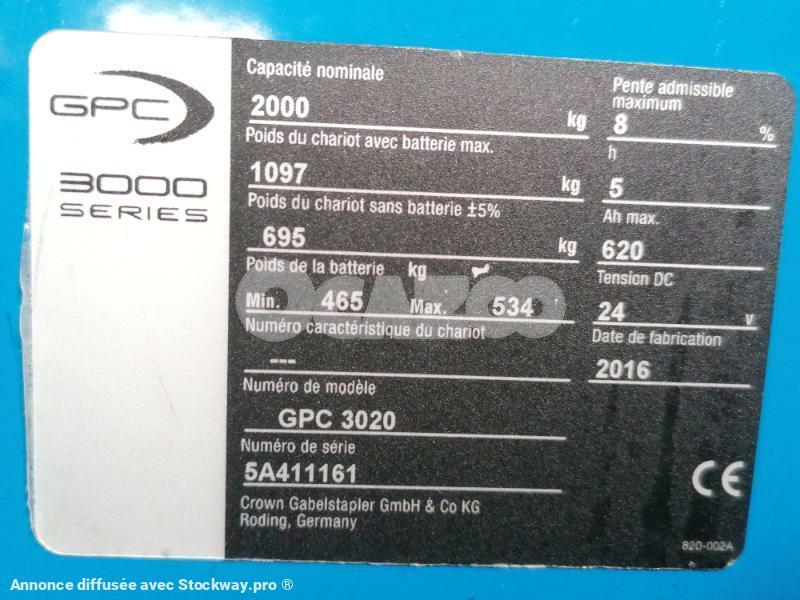 GPC
3000
SERIES
Capacité nominale
2000 kg
Poids du chariot avec batterie max.
1097 kg
Poids du chariot sans batterie ±5%
695 kg
Poids de la batterie kg
Min. 465 Max. 534
Numéro caractéristique du chariot
---
Numéro de modèle
GPC 3020
Numéro de série
5A411161
Crown Gabelstapler GmbH & Co KG
Roding, Germany
Pente admissible
maximum
8 %
h
5
Ah max.
620
Tension DC
24 V
Date de fabrication
2016
CE
820-002A
OCAZOO
Annonce diffusée avec Stockway.pro ®